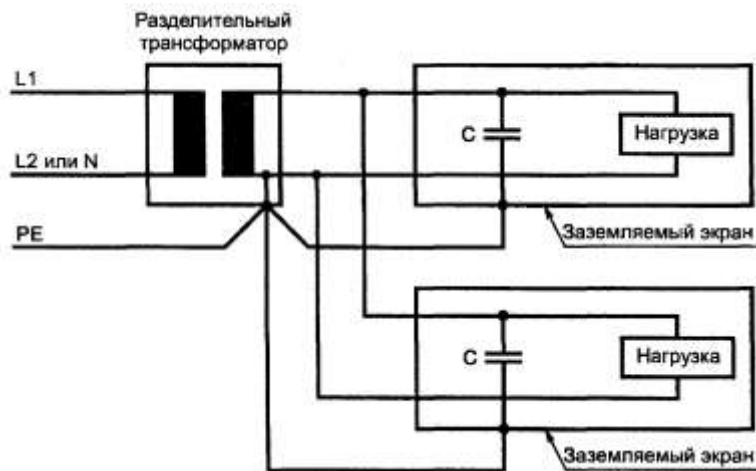 Разделительный
трансформатор
L1
L2 или N
PE
C
Нагрузка
Заземляемый экран
C
Нагрузка
Заземляемый экран